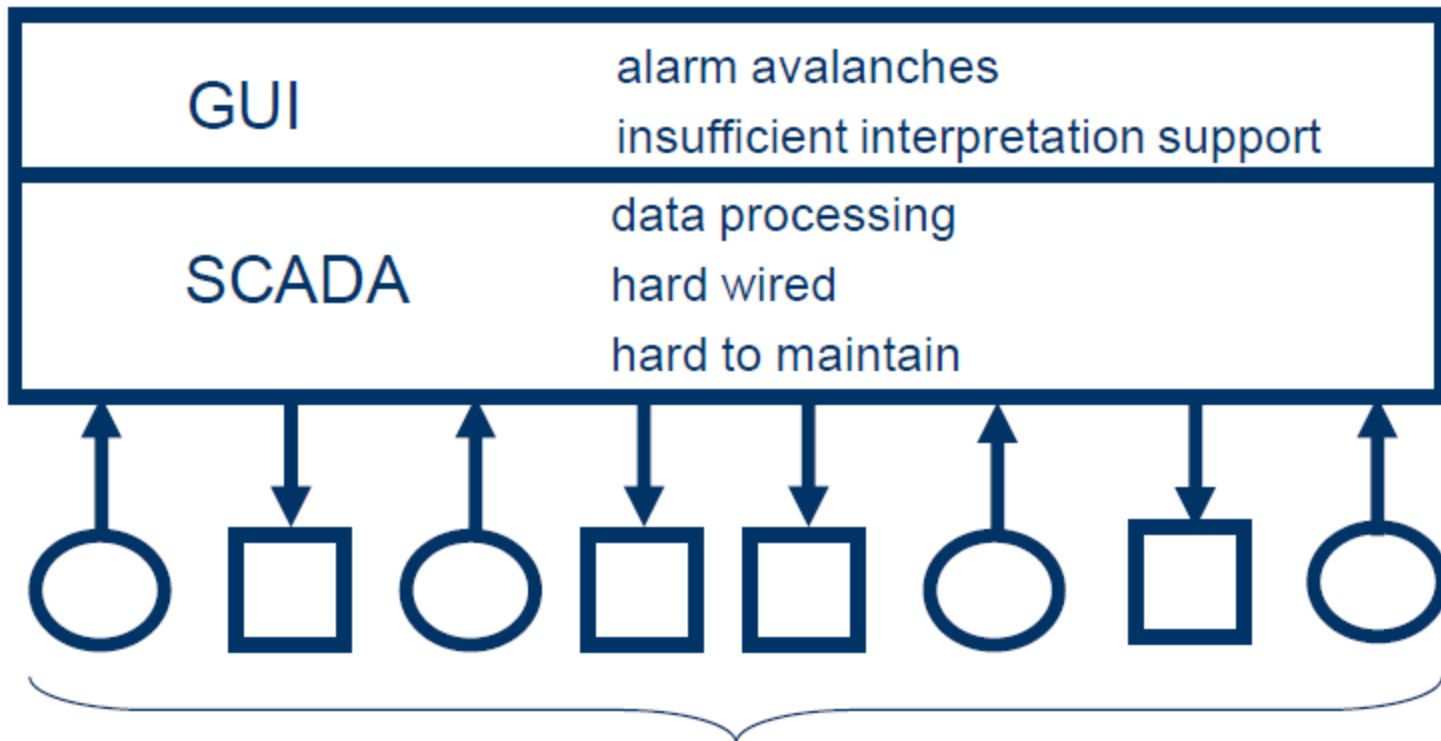 GUI
alarm avalanches
insufficient interpretation support
SCADA
data processing
hard wired
hard to maintain